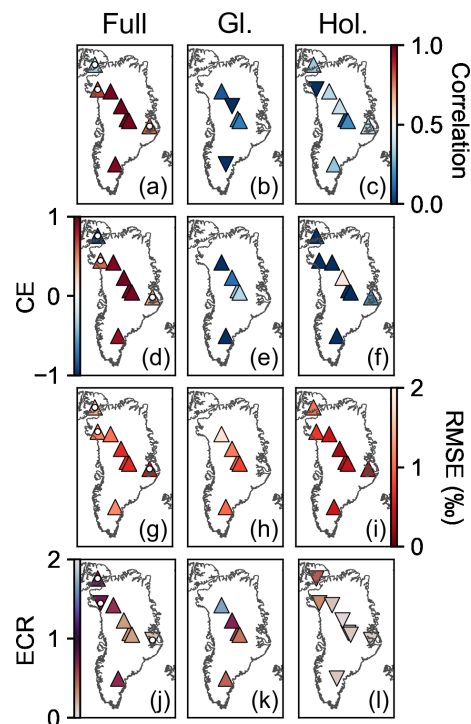 Full Gl. Hol.
1.0
Correlation
0.5
(a) (b) (c)
0.0
1
CE
0
(d) (e) (f)
−1
2
RMSE (‰)
1
(g) (h) (i)
0
2
ECR
1
(j) (k) (l)
0